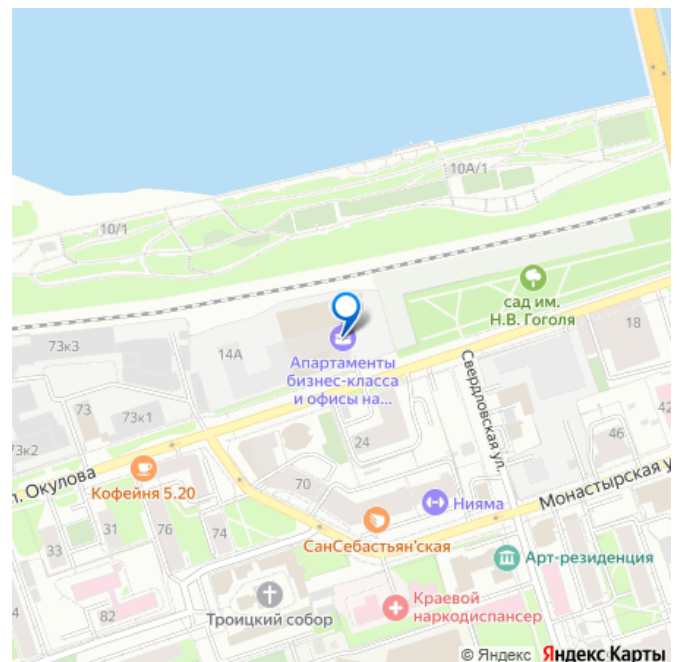 10А/1
10/1
сад им.
Н.В. Гоголя
18
73к3
14А
Апартаменты
бизнес-класса
и офисы на...
Свердловская ул.
73
73к1
42
46
24
73к2
л. Окулова
Кофейня 5.20
70
Нияма
Монастырская у
СанСебастьян'ская
31
76
74
33
Арт-резиденция
Краевой
наркодиспансер
Троицкий собор
82
4
© Яндекс Яндекс Карты